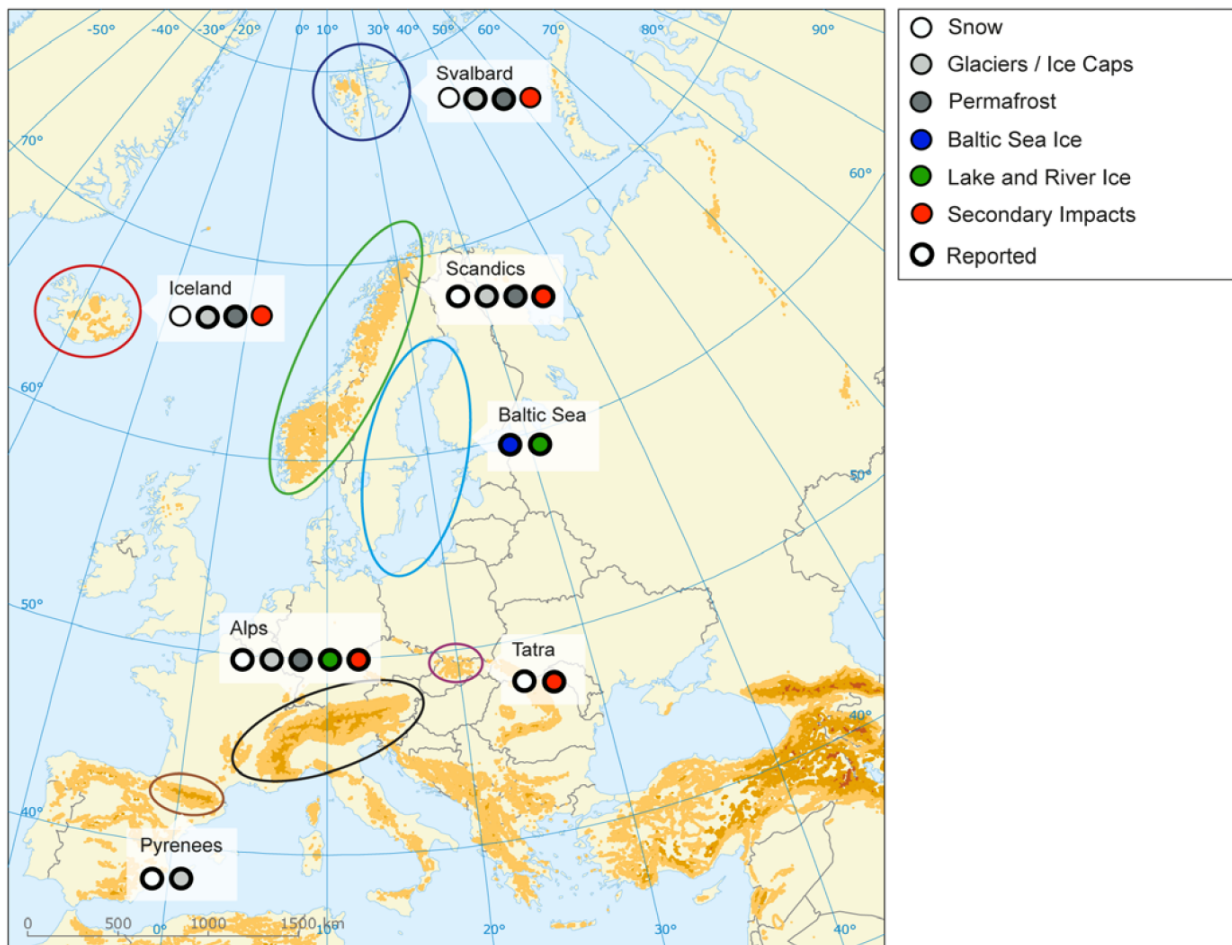 -50° -40° -30° -20° -10° 0° 10° 20° 30° 40° 50° 60° 70° 80° 90°
Svalbard
70°
60°
Iceland
Scandics
60°
Baltic Sea
50°
50°
Alps
Tatra
40°
40°
Pyrenees
0 500 1000 1500 km
0° 10° 20° 30°
Snow
Glaciers / Ice Caps
Permafrost
Baltic Sea Ice
Lake and River Ice
Secondary Impacts
Reported